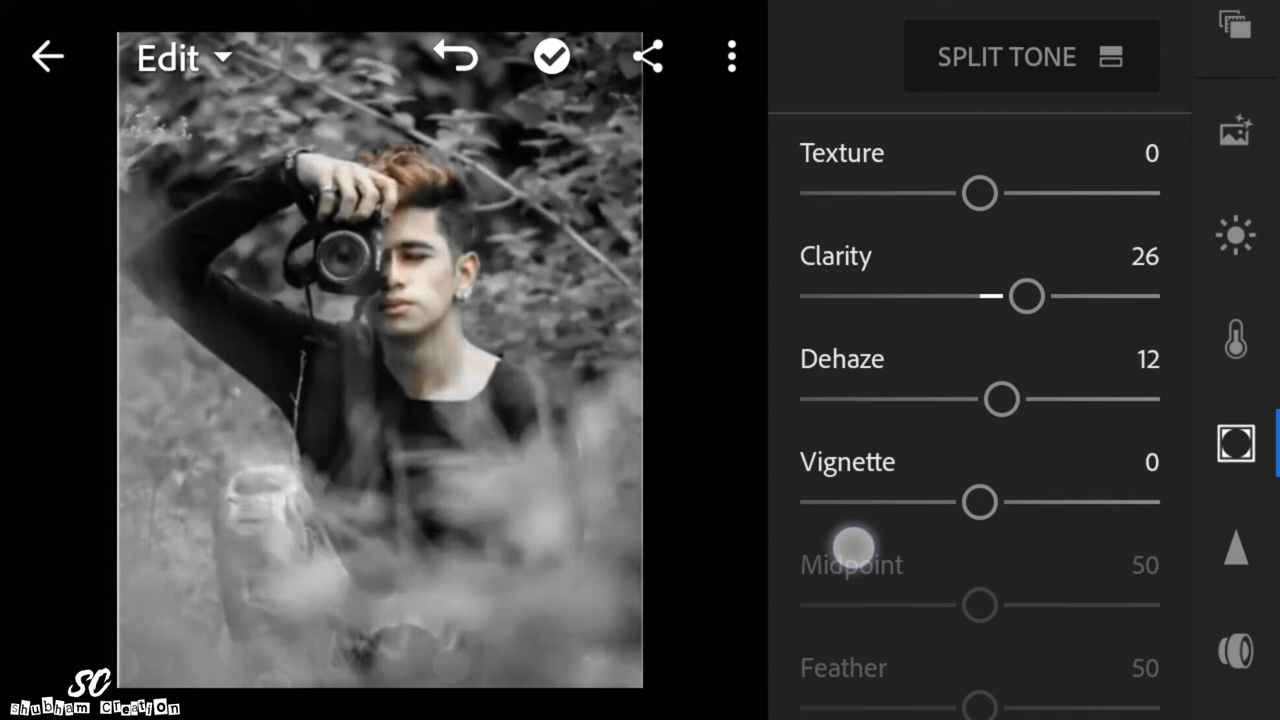 Edit
SPLIT TONE
Texture 0
Clarity 26
Dehaze 12
Vignette 0
Midpoint 50
Feather 50
SC
Shubham Creation